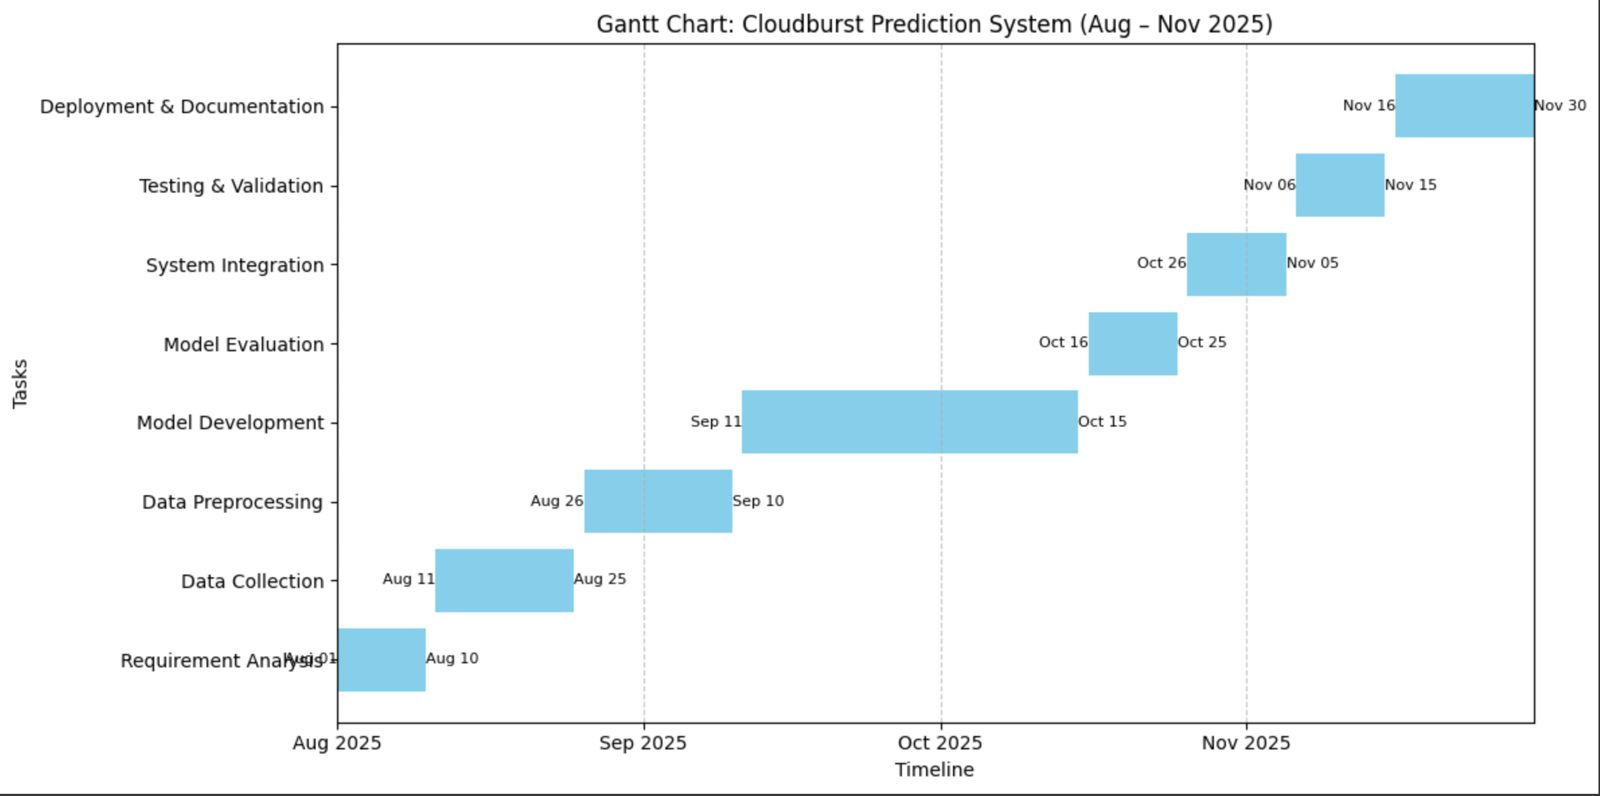 Gantt Chart: Cloudburst Prediction System (Aug – Nov 2025)
Deployment & Documentation Nov 16 Nov 30
Testing & Validation Nov 06 Nov 15
System Integration Oct 26 Nov 05
Model Evaluation Oct 16 Oct 25
Tasks
Model Development Sep 11 Oct 15
Data Preprocessing Aug 26 Sep 10
Data Collection Aug 11 Aug 25
Requirement Analysis Aug 01 Aug 10
Aug 2025 Sep 2025 Oct 2025 Nov 2025
Timeline